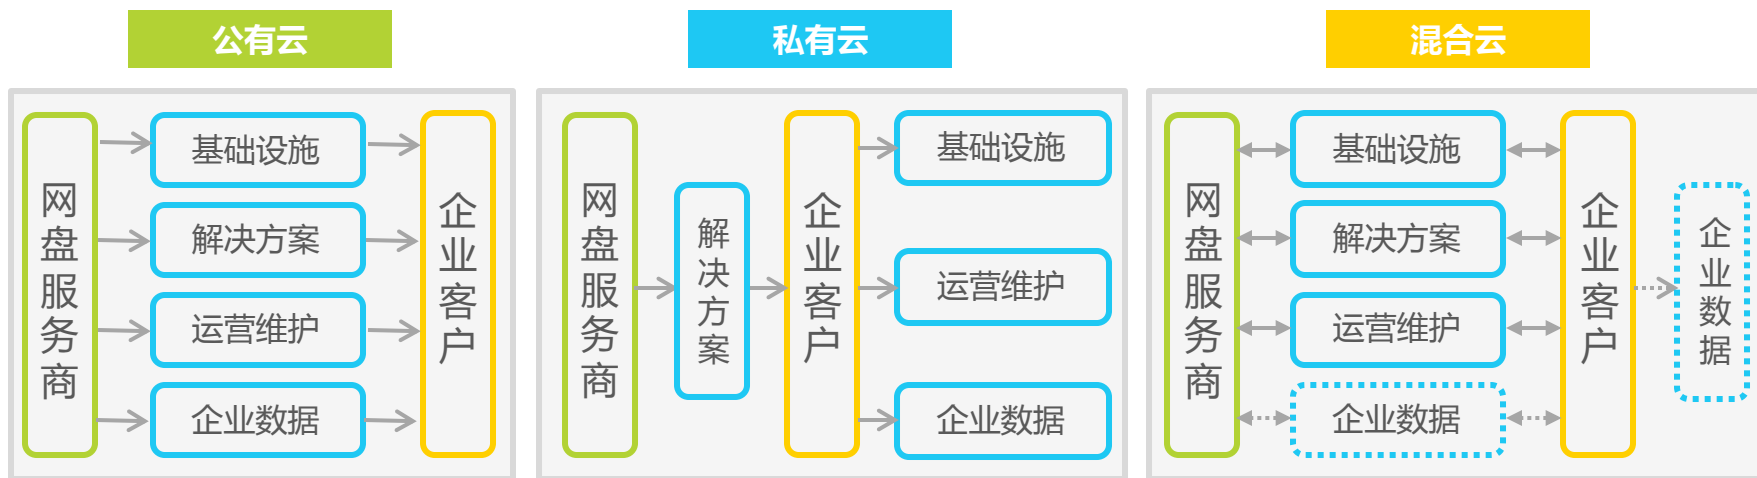 公有云
网盘服务商
基础设施
解决方案
运营维护
企业数据
企业客户
私有云
网盘服务商
解决方案
企业客户
基础设施
运营维护
企业数据
混合云
网盘服务商
基础设施
解决方案
运营维护
企业数据
企业客户
企业数据